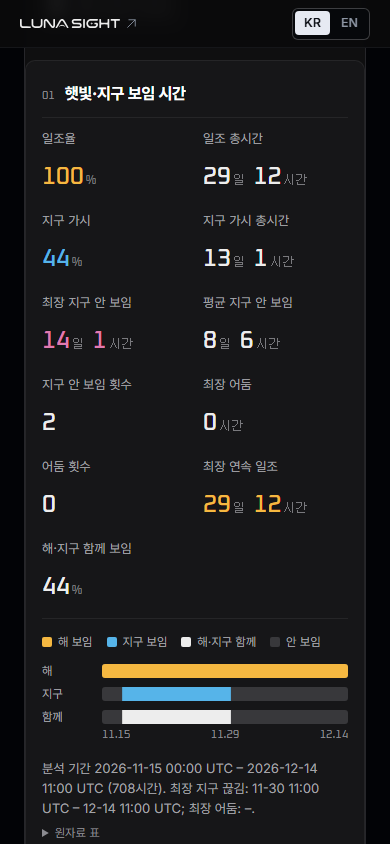 LUNA SIGHT ↗
KR EN
01 햇빛·지구 보임 시간
일조율 일조 총시간
100% 29일 12시간
지구 가시 지구 가시 총시간
44% 13일 1시간
최장 지구 안 보임 평균 지구 안 보임
14일 1시간 8일 6시간
지구 안 보임 횟수 최장 어둠
2 0시간
어둠 횟수 최장 연속 일조
0 29일 12시간
해·지구 함께 보임
44%
해 보임 지구 보임 해·지구 함께 안 보임
해
지구
함께
11.15 11.29 12.14
분석 기간 2026-11-15 00:00 UTC – 2026-12-14
11:00 UTC (708시간). 최장 지구 끊김: 11-30 11:00
UTC – 12-14 11:00 UTC; 최장 어둠: –.
▶ 원자료 표